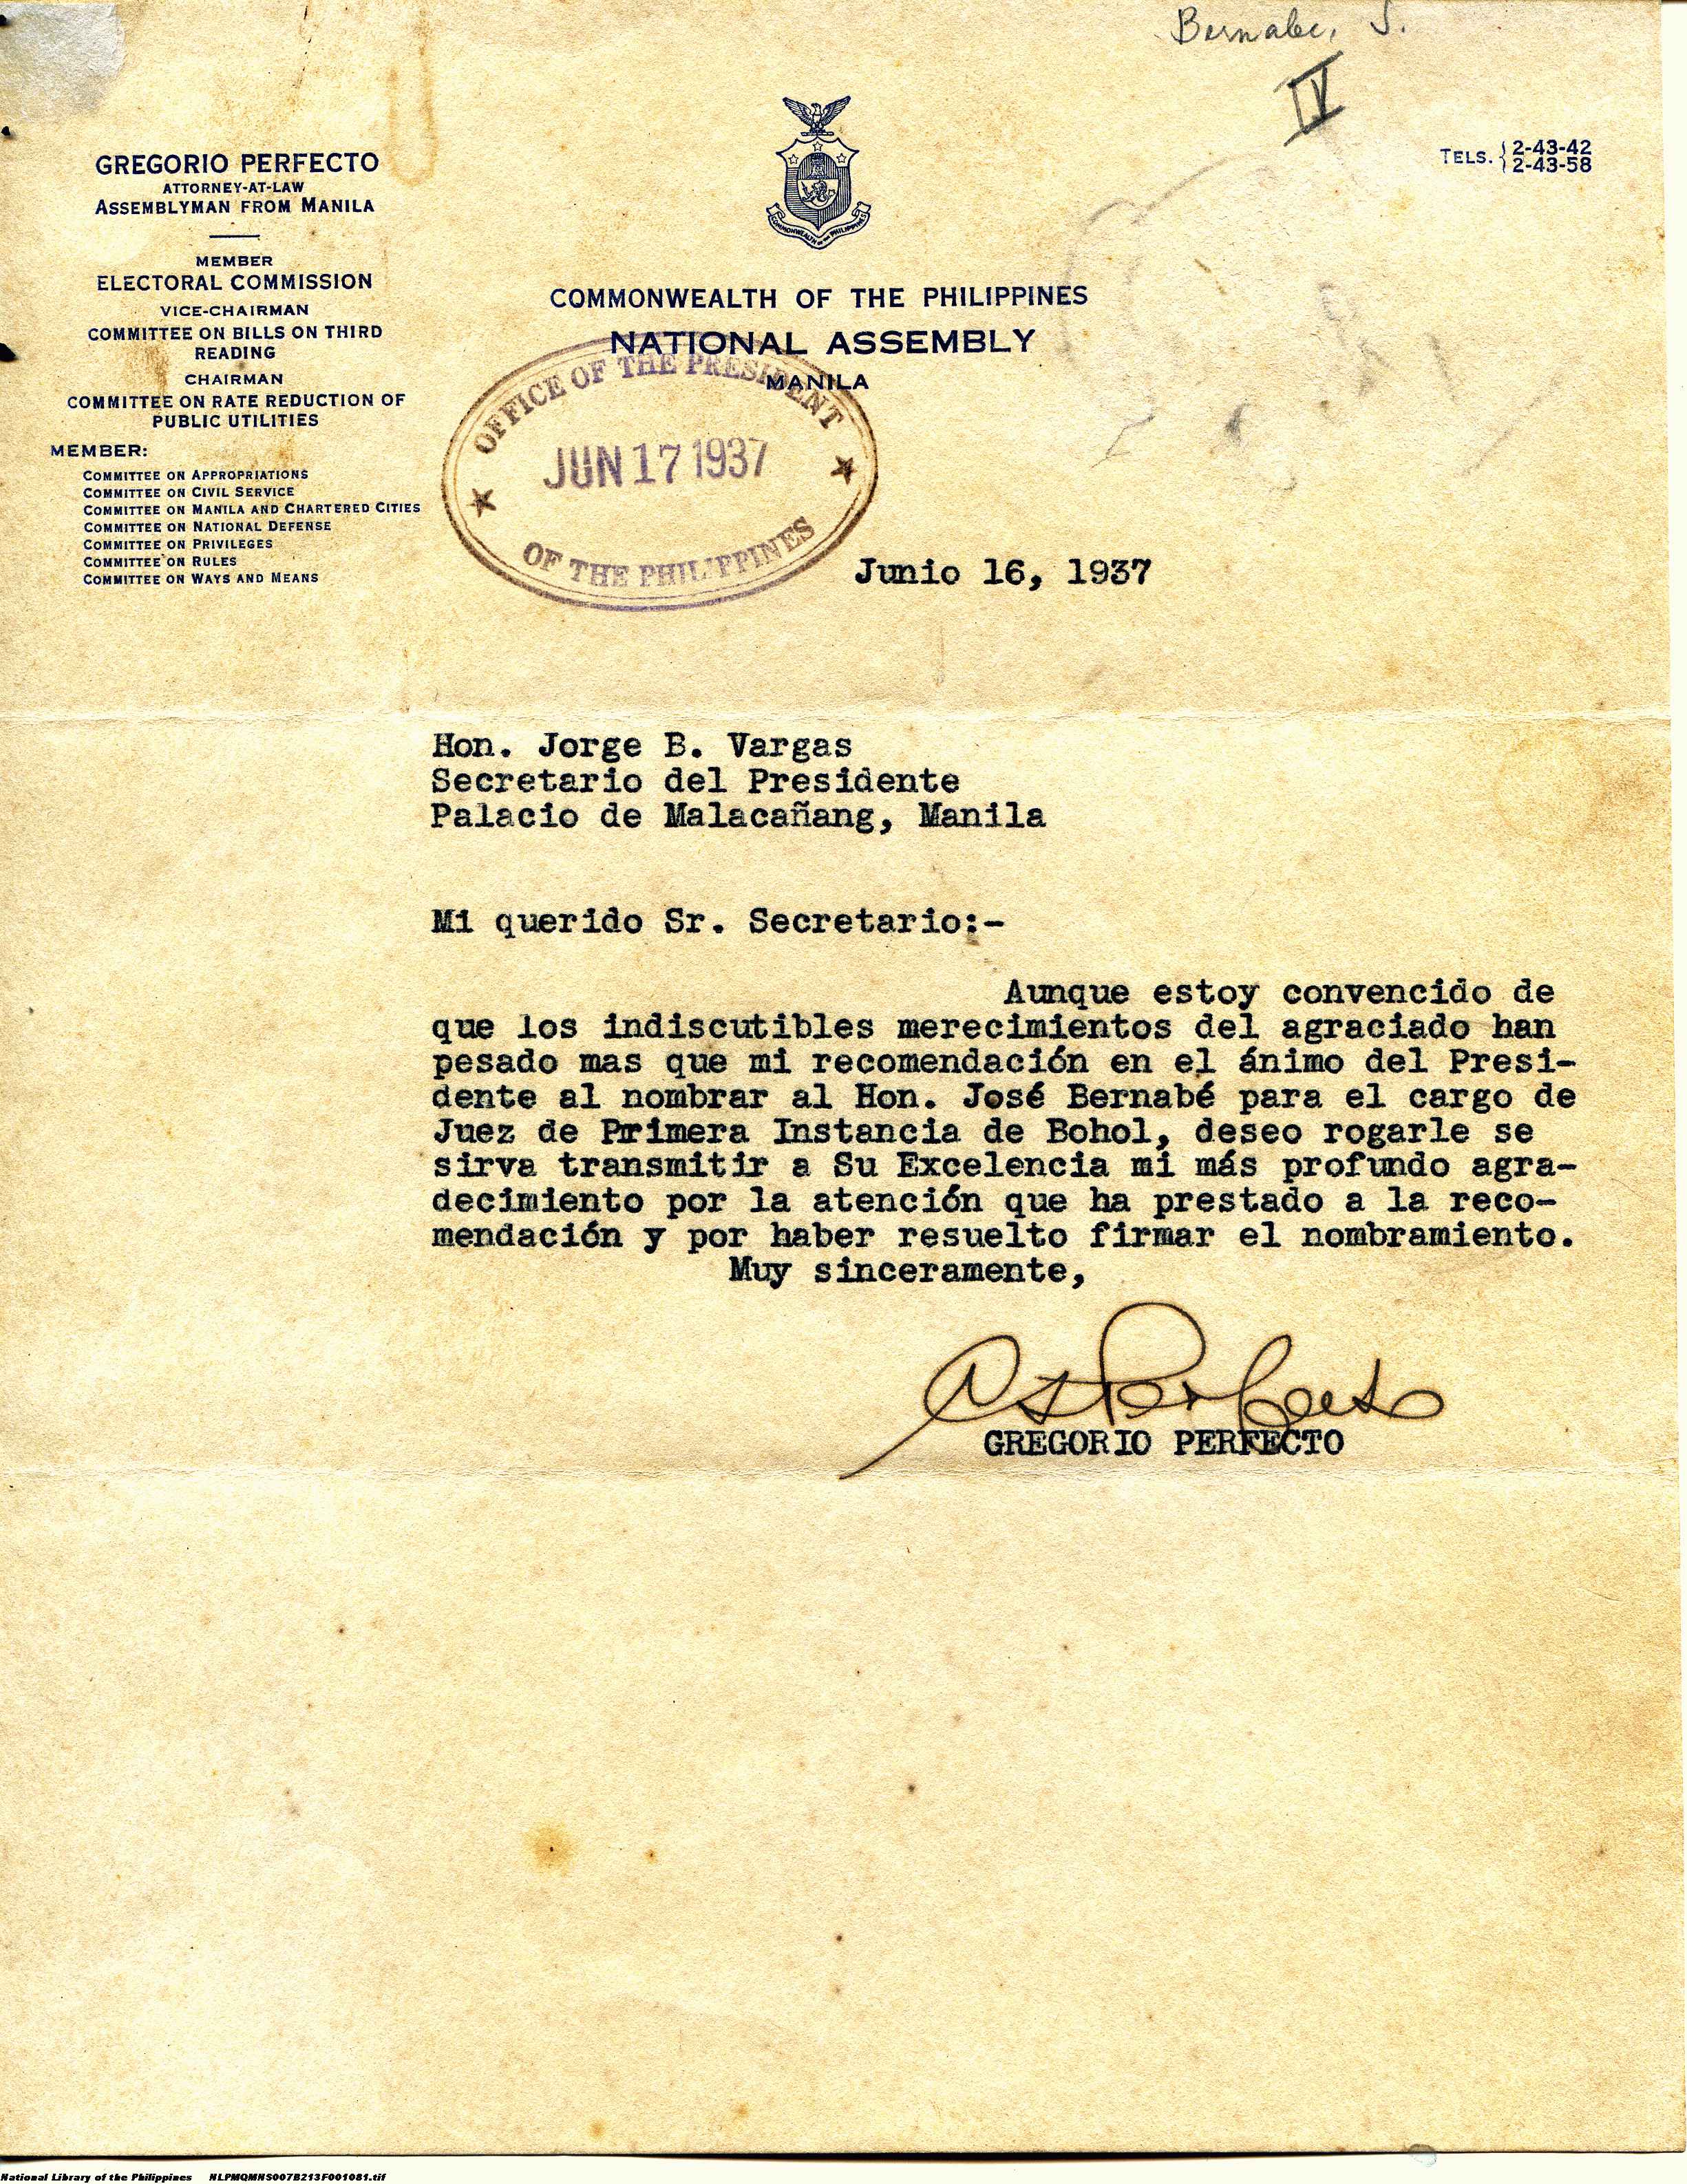 Bernabe, J.
IV
GREGORIO PERFECTO
ATTORNEY-AT-LAW
ASSEMBLYMAN FROM MANILA
MEMBER
ELECTORAL COMMISSION
VICE-CHAIRMAN
COMMITTEE ON BILLS ON THIRD
READING
CHAIRMAN
COMMITTEE ON RATE REDUCTION OF
PUBLIC UTILITIES
MEMBER:
COMMITTEE ON APPROPRIATIONS
COMMITTEE ON CIVIL SERVICE
COMMITTEE ON MANILA AND CHARTERED CITIES
COMMITTEE ON NATIONAL DEFENSE
COMMITTEE ON PRIVILEGES
COMMITTEE ON RULES
COMMITTEE ON WAYS AND MEANS
COMMONWEALTH OF THE PHILIPPINES
TELS. 2-43-42
2-43-58
COMMONWEALTH OF THE PHILIPPINES
NATIONAL ASSEMBLY
MANILA
OFFICE OF THE PRESIDENT
JUN 17 1937
OF THE PHILIPPINES
Junio 16, 1937
Hon. Jorge B. Vargas
Secretario del Presidente
Palacio de Malacañang, Manila
Mi querido Sr. Secretario:-
Aunque estoy convencido de
que los indiscutibles merecimientos del agraciado han
pesado mas que mi recomendación en el ánimo del Presi-
dente al nombrar al Hon. José Bernabé para el cargo de
Juez de Primera Instancia de Bohol, deseo rogarle se
sirva transmitir a Su Excelencia mi más profundo agra-
decimiento por la atención que ha prestado a la reco-
mendación y por haber resuelto firmar el nombramiento.
Muy sinceramente,
GREGORIO PERFECTO
National Library of the Philippines NLPMQMNS007B213F001081.tif